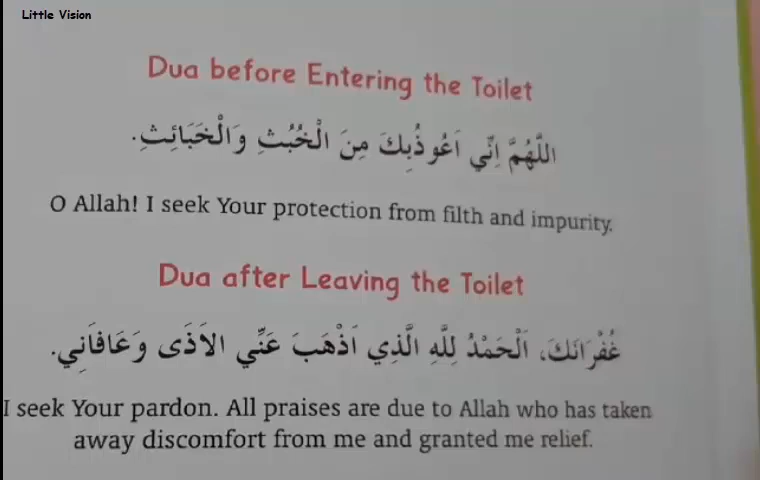 Little Vision
Dua before Entering the Toilet
اللَّهُمَّ اِنِّي اَعُوذُبِكَ مِنَ الْخُبُثِ وَالْخَبَائِثِ.
O Allah! I seek Your protection from filth and impurity.
Dua after Leaving the Toilet
غُفْرَانَكَ، اَلْحَمْدُ لِلَّهِ الَّذِي اَذْهَبَ عَنِّي الاَذَى وَعَافَانِي.
I seek Your pardon. All praises are due to Allah who has taken
away discomfort from me and granted me relief.